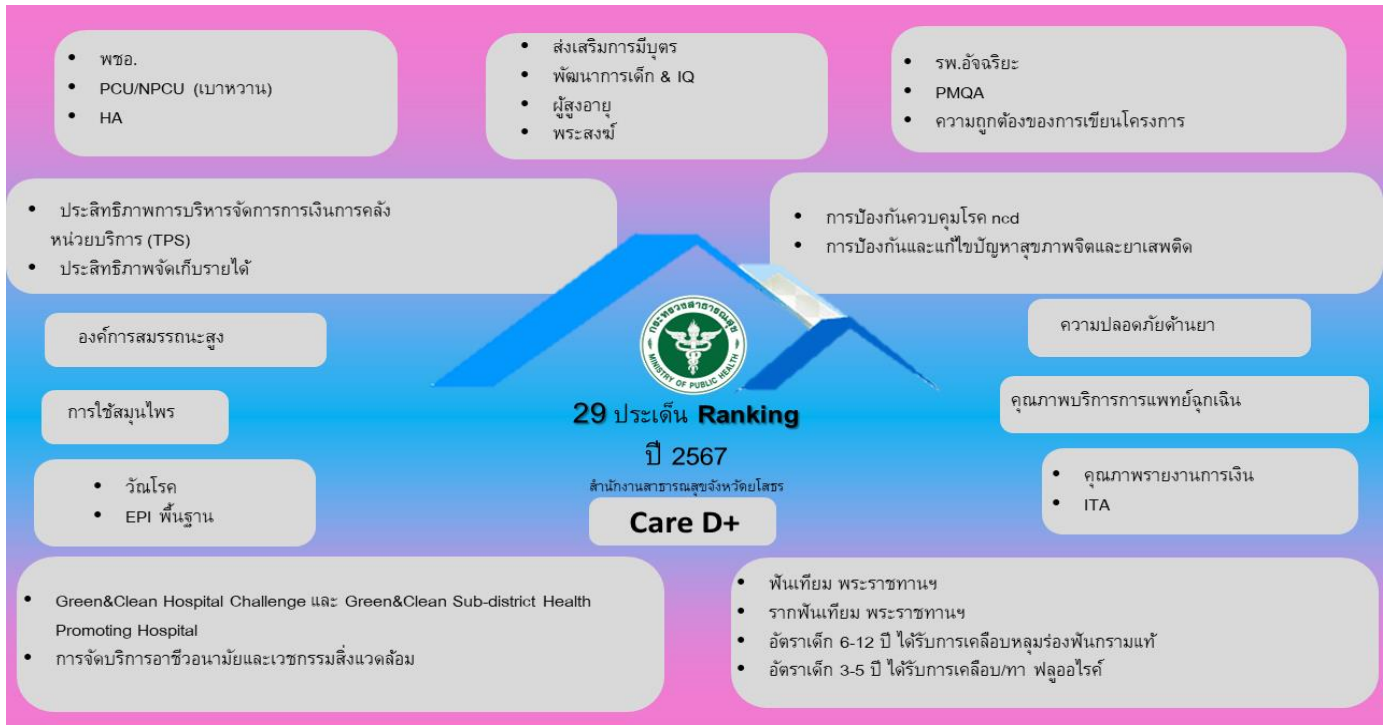 • พชอ.
• PCU/NPCU (เบาหวาน)
• HA
• ส่งเสริมการมีบุตร
• พัฒนาการเด็ก & IQ
• ผู้สูงอายุ
• พระสงฆ์
• รพ.อัจฉริยะ
• PMQA
• ความถูกต้องของการเขียนโครงการ
• ประสิทธิภาพการบริหารจัดการการเงินการคลัง
หน่วยบริการ (TPS)
• ประสิทธิภาพจัดเก็บรายได้
• การป้องกันควบคุมโรค ncd
• การป้องกันและแก้ไขปัญหาสุขภาพจิตและยาเสพติด
องค์การสมรรถนะสูง
กระทรวงสาธารณสุข
MINISTRY OF PUBLIC HEALTH
ความปลอดภัยด้านยา
การใช้สมุนไพร
29 ประเด็น Ranking
ปี 2567
สำนักงานสาธารณสุขจังหวัดยโสธร
Care D+
คุณภาพบริการการแพทย์ฉุกเฉิน
• วัณโรค
• EPI พื้นฐาน
• คุณภาพรายงานการเงิน
• ITA
• Green&Clean Hospital Challenge และ Green&Clean Sub-district Health
Promoting Hospital
• การจัดบริการอาชีวอนามัยและเวชกรรมสิ่งแวดล้อม
• ฟันเทียม พระราชทานฯ
• รากฟันเทียม พระราชทานฯ
• อัตราเด็ก 6-12 ปี ได้รับการเคลือบหลุมร่องฟันกรามแท้
• อัตราเด็ก 3-5 ปี ได้รับการเคลือบ/ทา ฟลูออไรด์